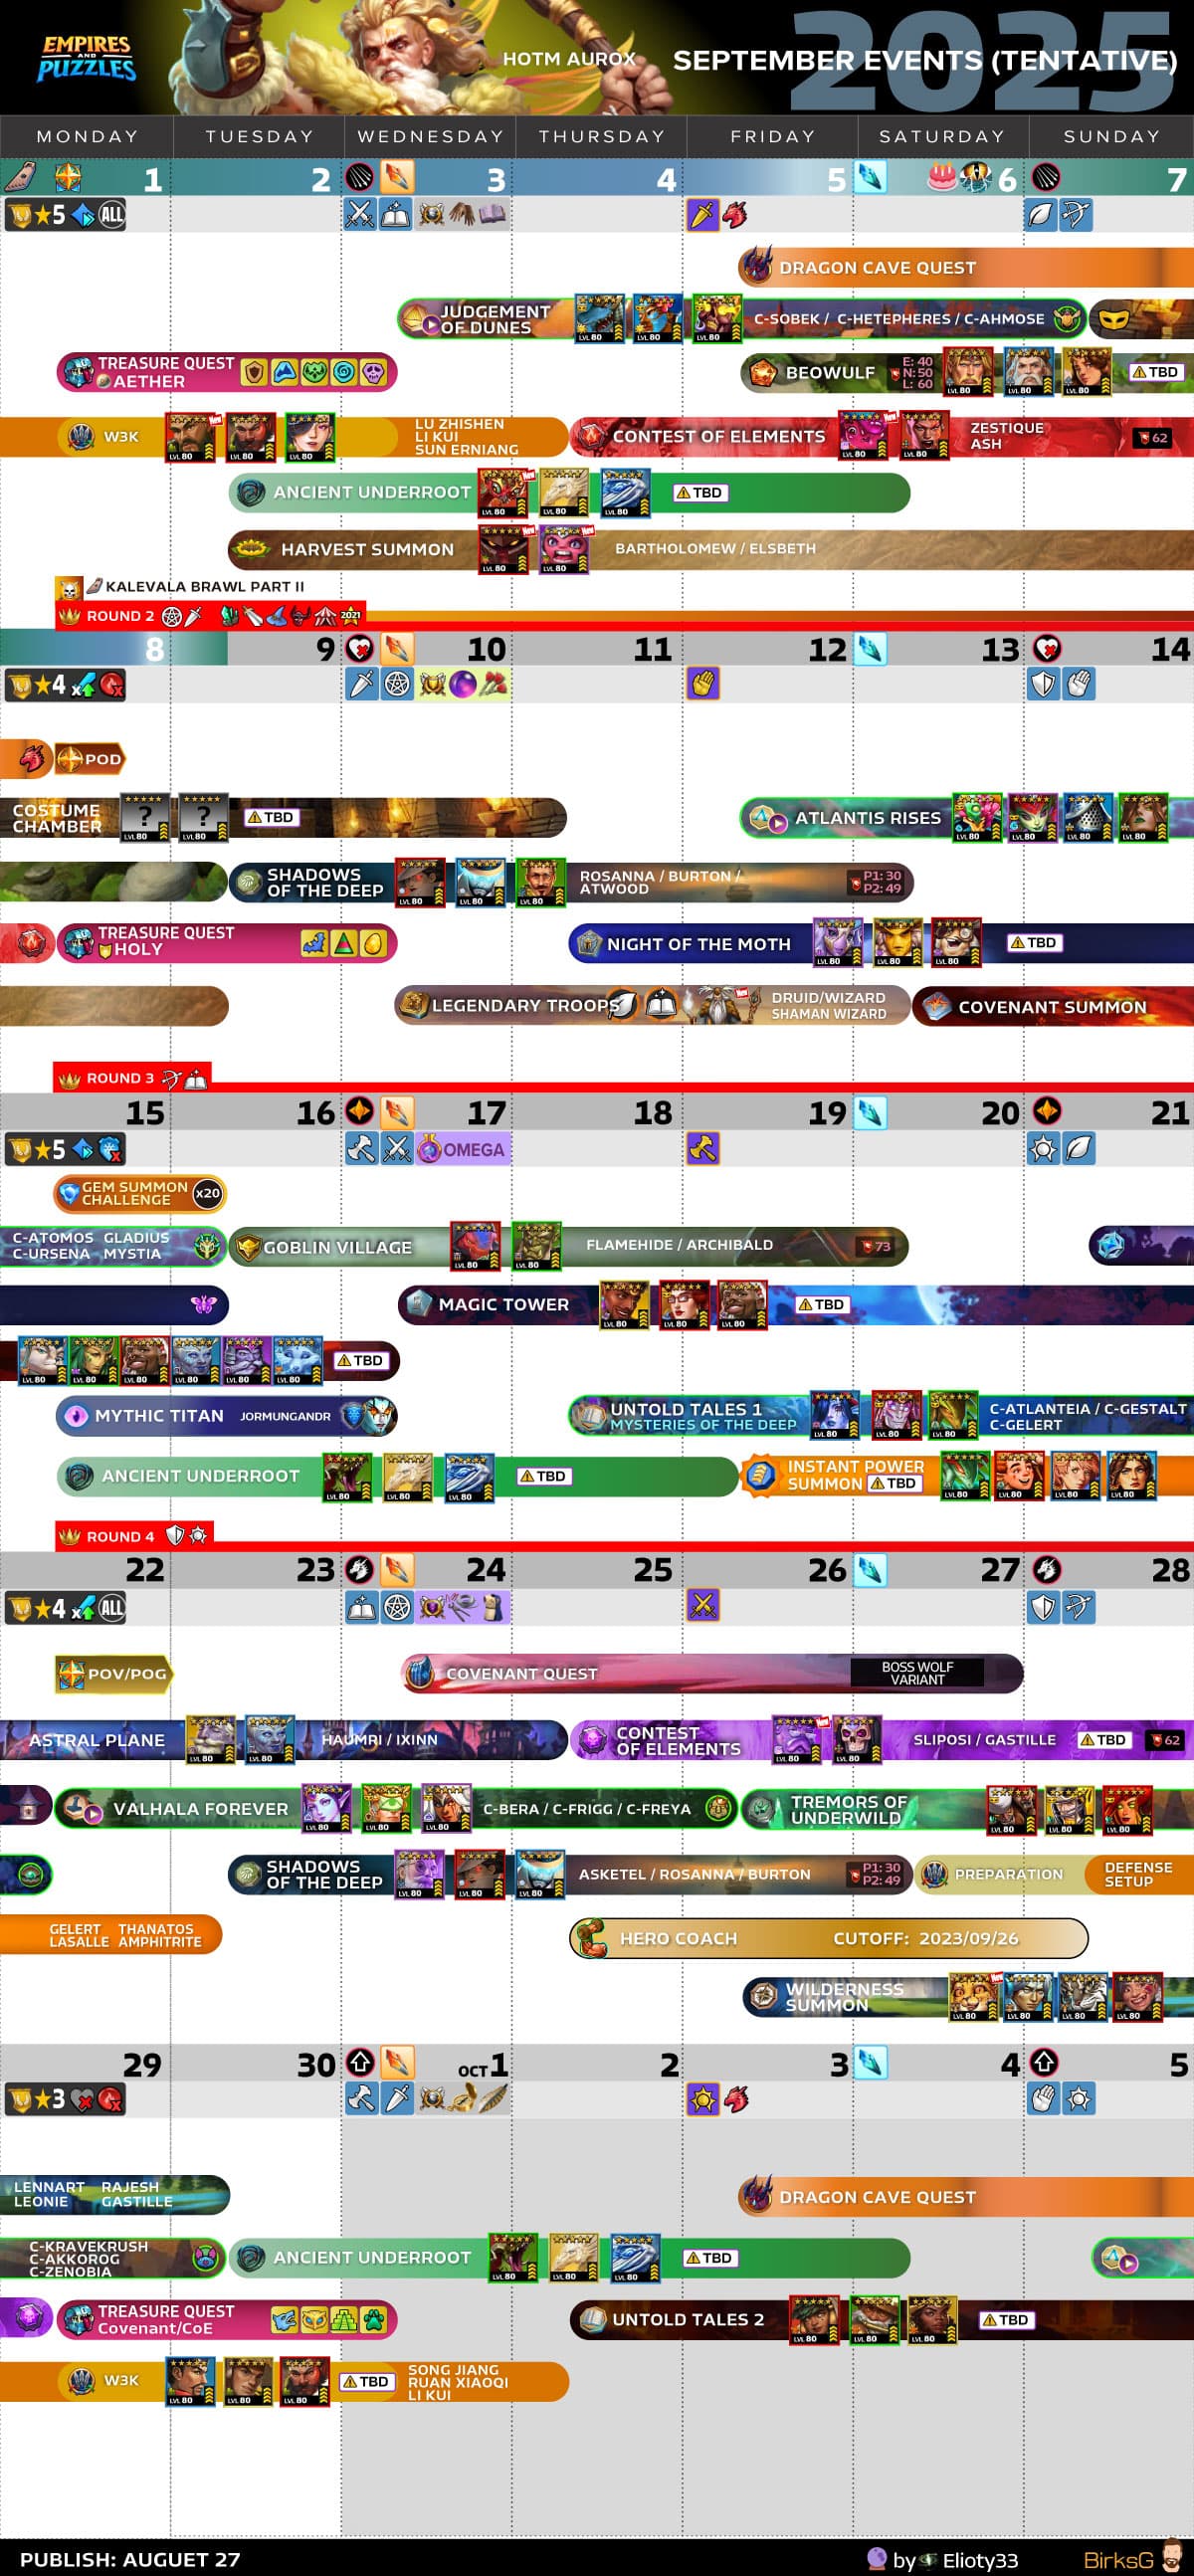 EMPIRES
AND
PUZZLES
HOTM AUROX
2025
SEPTEMBER EVENTS (TENTATIVE)
MONDAY TUESDAY WEDNESDAY THURSDAY FRIDAY SATURDAY SUNDAY
1 2 3 4 5 6 7
5 ALL
DRAGON CAVE QUEST
JUDGEMENT
OF DUNES
C-SOBEK / C-HETEPHERES / C-AHMOSE
TREASURE QUEST
AETHER
BEOWULF
E: 40
N: 50
L: 60
TBD
W3K
LU ZHISHEN
LI KUI
SUN ERNIANG
CONTEST OF ELEMENTS
ZESTIQUE
ASH
62
ANCIENT UNDERROOT
TBD
HARVEST SUMMON
BARTHOLOMEW / ELSBETH
KALEVALA BRAWL PART II
ROUND 2
2021
8 9 10 11 12 13 14
4
POD
COSTUME
CHAMBER
? ?
TBD
ATLANTIS RISES
SHADOWS
OF THE DEEP
ROSANNA / BURTON /
ATWOOD
P1: 30
P2: 49
TREASURE QUEST
HOLY
NIGHT OF THE MOTH
TBD
LEGENDARY TROOPS
DRUID/WIZARD
SHAMAN WIZARD
COVENANT SUMMON
ROUND 3
15 16 17 18 19 20 21
5
OMEGA
GEM SUMMON
CHALLENGE
x20
C-ATOMOS GLADIUS
C-URSENA MYSTIA
GOBLIN VILLAGE
FLAMEHIDE / ARCHIBALD
73
MAGIC TOWER
TBD
TBD
MYTHIC TITAN
JORMUNGANDR
UNTOLD TALES 1
MYSTERIES OF THE DEEP
C-ATLANTEIA / C-GESTALT
C-GELERT
ANCIENT UNDERROOT
TBD
INSTANT POWER
SUMMON
TBD
ROUND 4
22 23 24 25 26 27 28
4 ALL
POV/POG
COVENANT QUEST
BOSS WOLF
VARIANT
ASTRAL PLANE
HAUMRI / IXINN
CONTEST
OF ELEMENTS
SLIPOSI / GASTILLE
TBD
62
VALHALA FOREVER
C-BERA / C-FRIGG / C-FREYA
TREMORS OF
UNDERWILD
SHADOWS
OF THE DEEP
ASKETEL / ROSANNA / BURTON
P1: 30
P2: 49
PREPARATION
DEFENSE
SETUP
GELERT THANATOS
LASALLE AMPHITRITE
HERO COACH
CUTOFF: 2023/09/26
WILDERNESS
SUMMON
29 30 OCT 1 2 3 4 5
3
LENNART RAJESH
LEONIE GASTILLE
DRAGON CAVE QUEST
C-KRAVEKRUSH
C-AKKOROG
C-ZENOBIA
ANCIENT UNDERROOT
TBD
TREASURE QUEST
Covenant/CoE
UNTOLD TALES 2
TBD
W3K
TBD
SONG JIANG
RUAN XIAOQI
LI KUI
PUBLISH: AUGUET 27
by Elioty33
BirksG